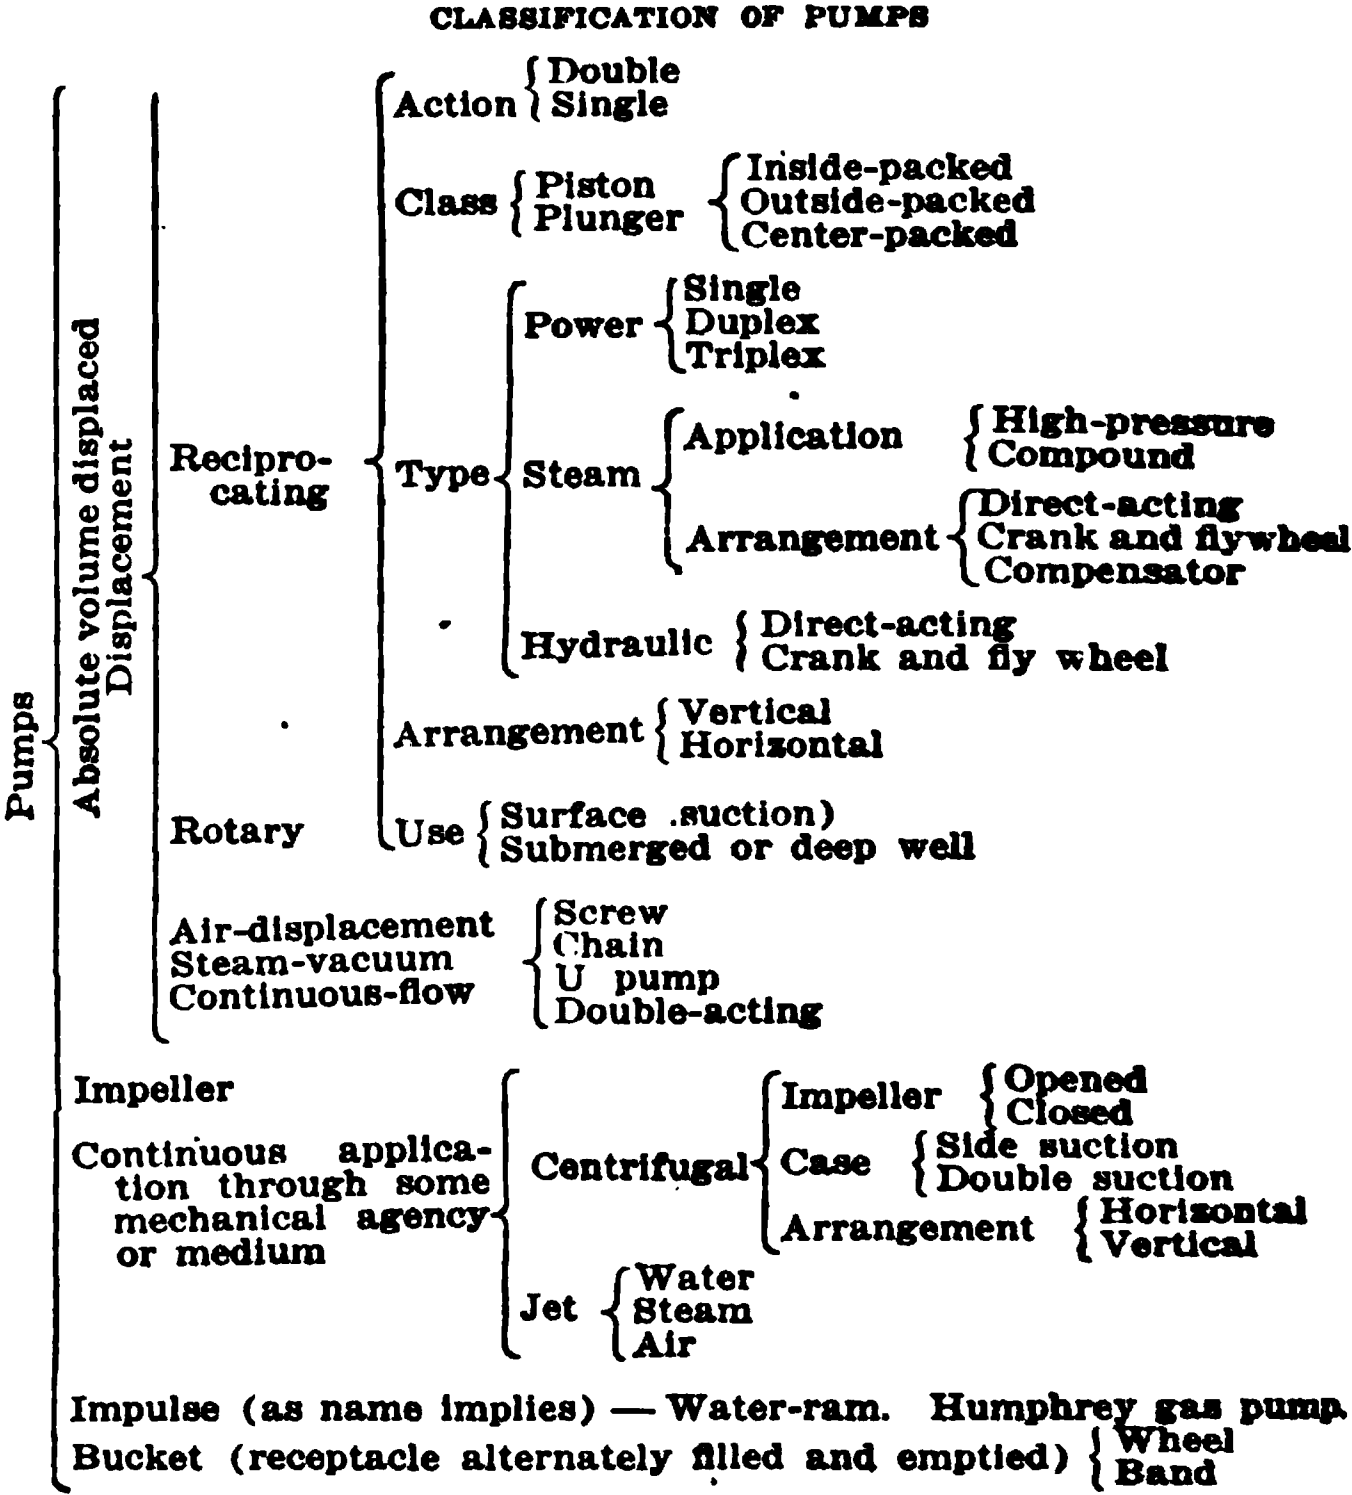 CLASSIFICATION OF PUMPS
Pumps
Absolute volume displaced
Displacement
Recipro-
cating
Action
Double
Single
Class
Piston
Plunger
Inside-packed
Outside-packed
Center-packed
Type
Power
Single
Duplex
Triplex
Steam
Application
High-pressure
Compound
Arrangement
Direct-acting
Crank and flywheel
Compensator
Hydraulic
Direct-acting
Crank and fly wheel
Arrangement
Vertical
Horizontal
Use
Surface .suction)
Submerged or deep well
Rotary
Air-displacement
Steam-vacuum
Continuous-flow
Screw
Chain
U pump
Double-acting
Impeller
Continuous applica-
tion through some
mechanical agency
or medium
Centrifugal
Impeller
Opened
Closed
Case
Side suction
Double suction
Arrangement
Horizontal
Vertical
Jet
Water
Steam
Air
Impulse (as name implies) — Water-ram. Humphrey gas pump.
Bucket (receptacle alternately filled and emptied)
Wheel
Band